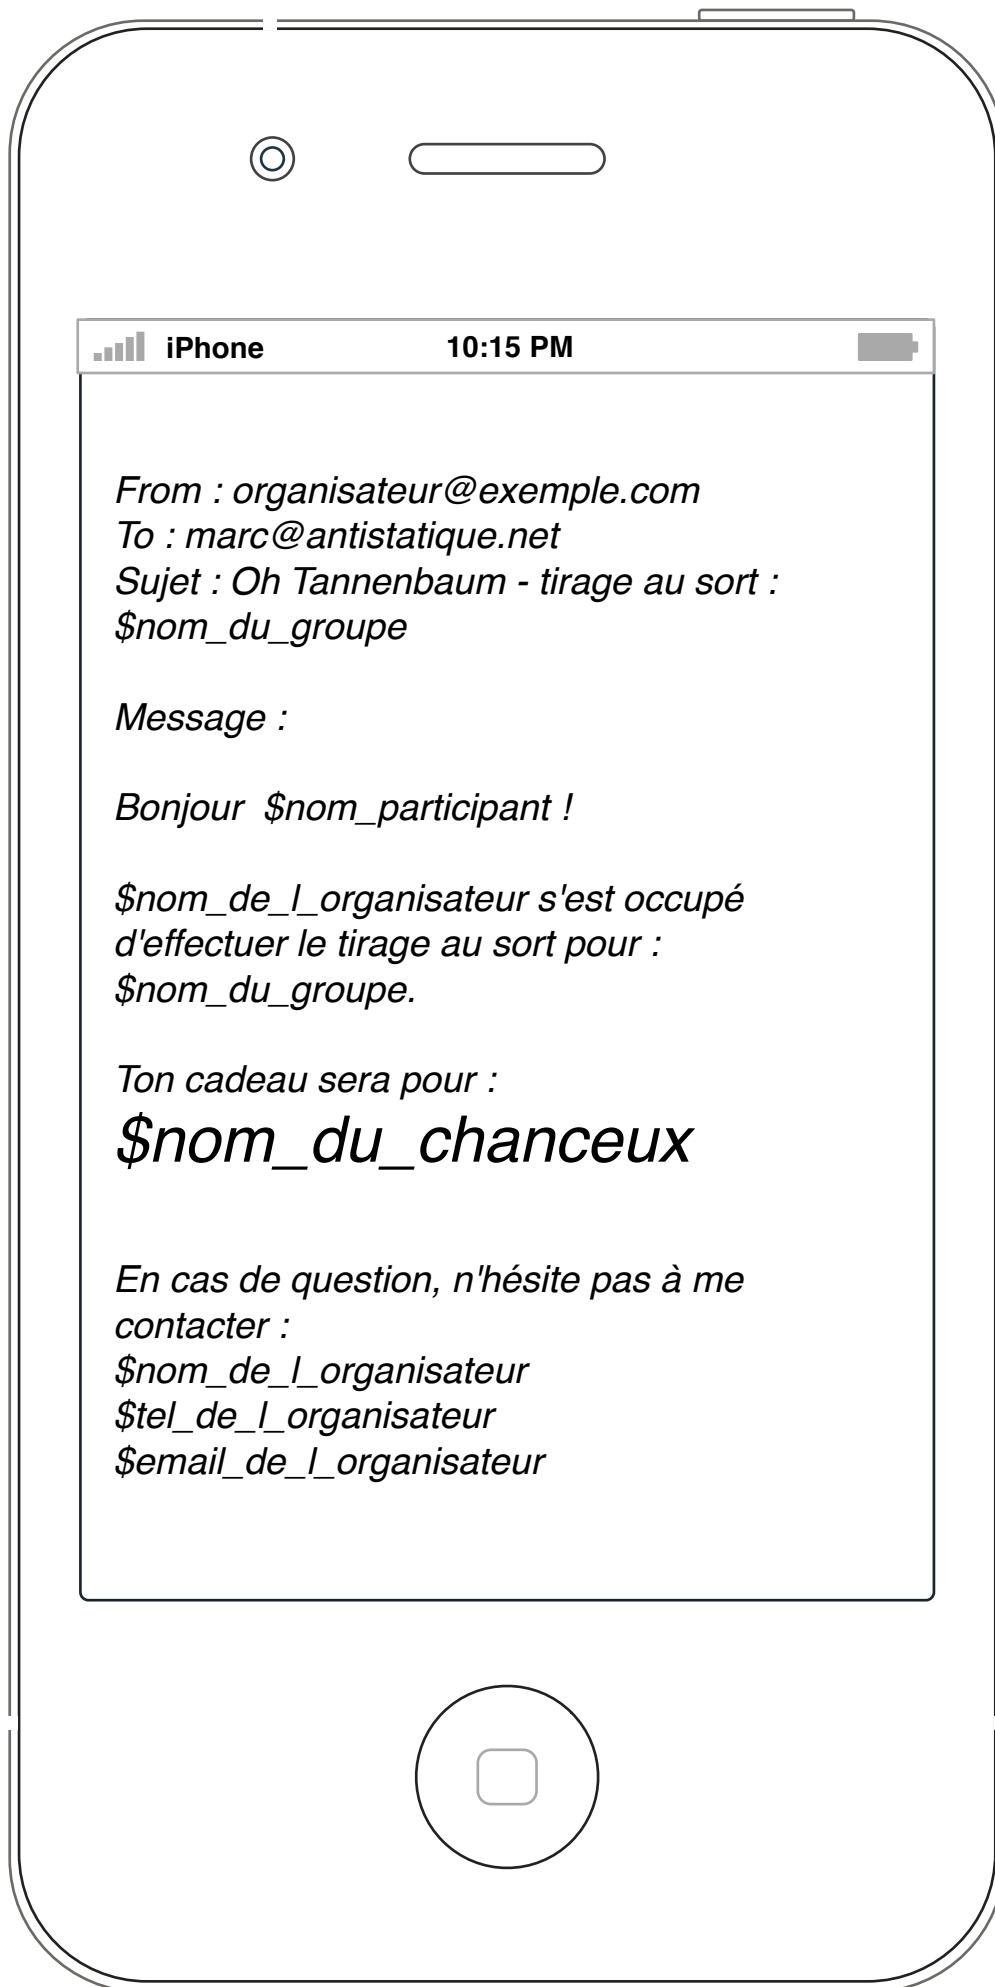 iPhone 10:15 PM
From : organisateur@exemple.com
To : marc@antistatique.net
Sujet : Oh Tannenbaum - tirage au sort :
$nom_du_groupe
Message :
Bonjour  $nom_participant !
$nom_de_l_organisateur s'est occupé
d'effectuer le tirage au sort pour :
$nom_du_groupe.
Ton cadeau sera pour :
$nom_du_chanceux
En cas de question, n'hésite pas à me
contacter :
$nom_de_l_organisateur
$tel_de_l_organisateur
$email_de_l_organisateur